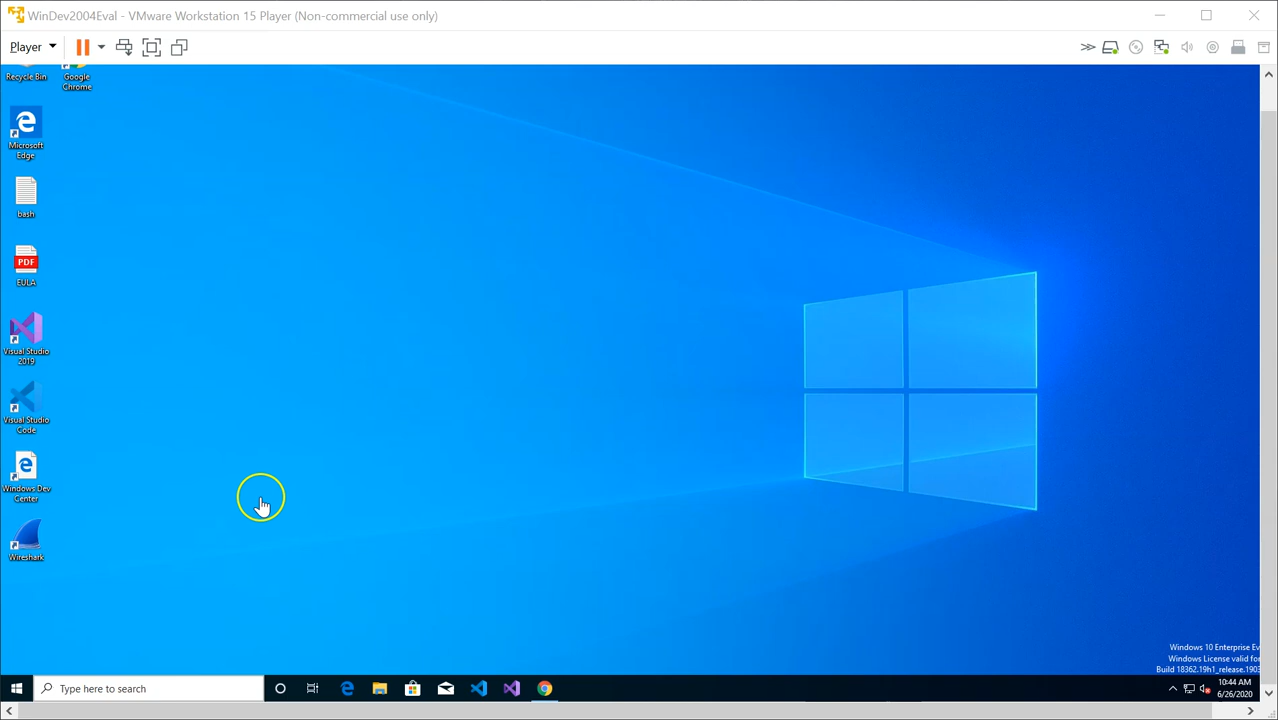 WinDev2004Eval - VMware Workstation 15 Player (Non-commercial use only)
Player
Recycle Bin
Google
Chrome
Microsoft
Edge
bash
PDF
EULA
Visual Studio
2019
Visual Studio
Code
Windows Dev
Center
Wireshark
Windows 10 Enterprise Ev
Windows License valid for
Build 18362.19h1_release.1903
Type here to search
10:44 AM
6/26/2020